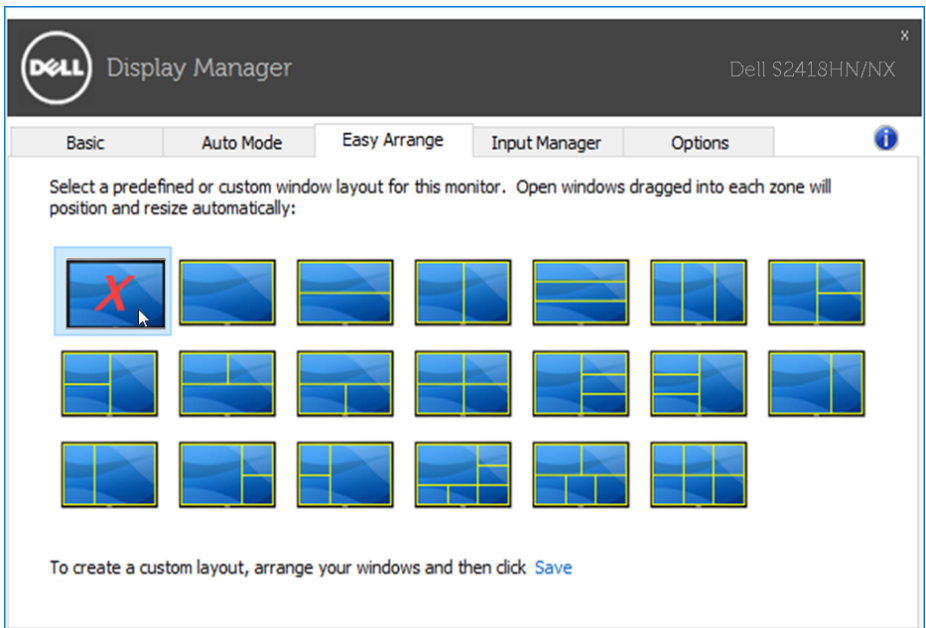 x
DELL Display Manager
Dell S2418HN/NX
Basic Auto Mode Easy Arrange Input Manager Options i
Select a predefined or custom window layout for this monitor. Open windows dragged into each zone will
position and resize automatically:
X
To create a custom layout, arrange your windows and then click Save